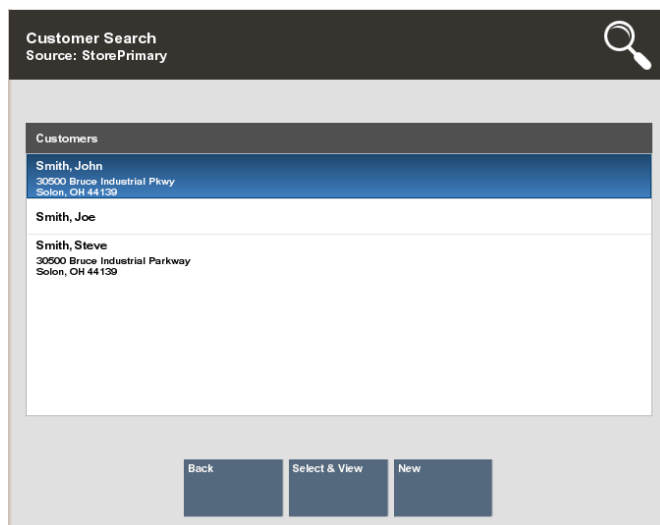 Customer Search
Source: StorePrimary
Customers
Smith, John
30500 Bruce Industrial Pkwy
Solon, OH 44139
Smith, Joe
Smith, Steve
30500 Bruce Industrial Parkway
Solon, OH 44139
Back
Select & View
New